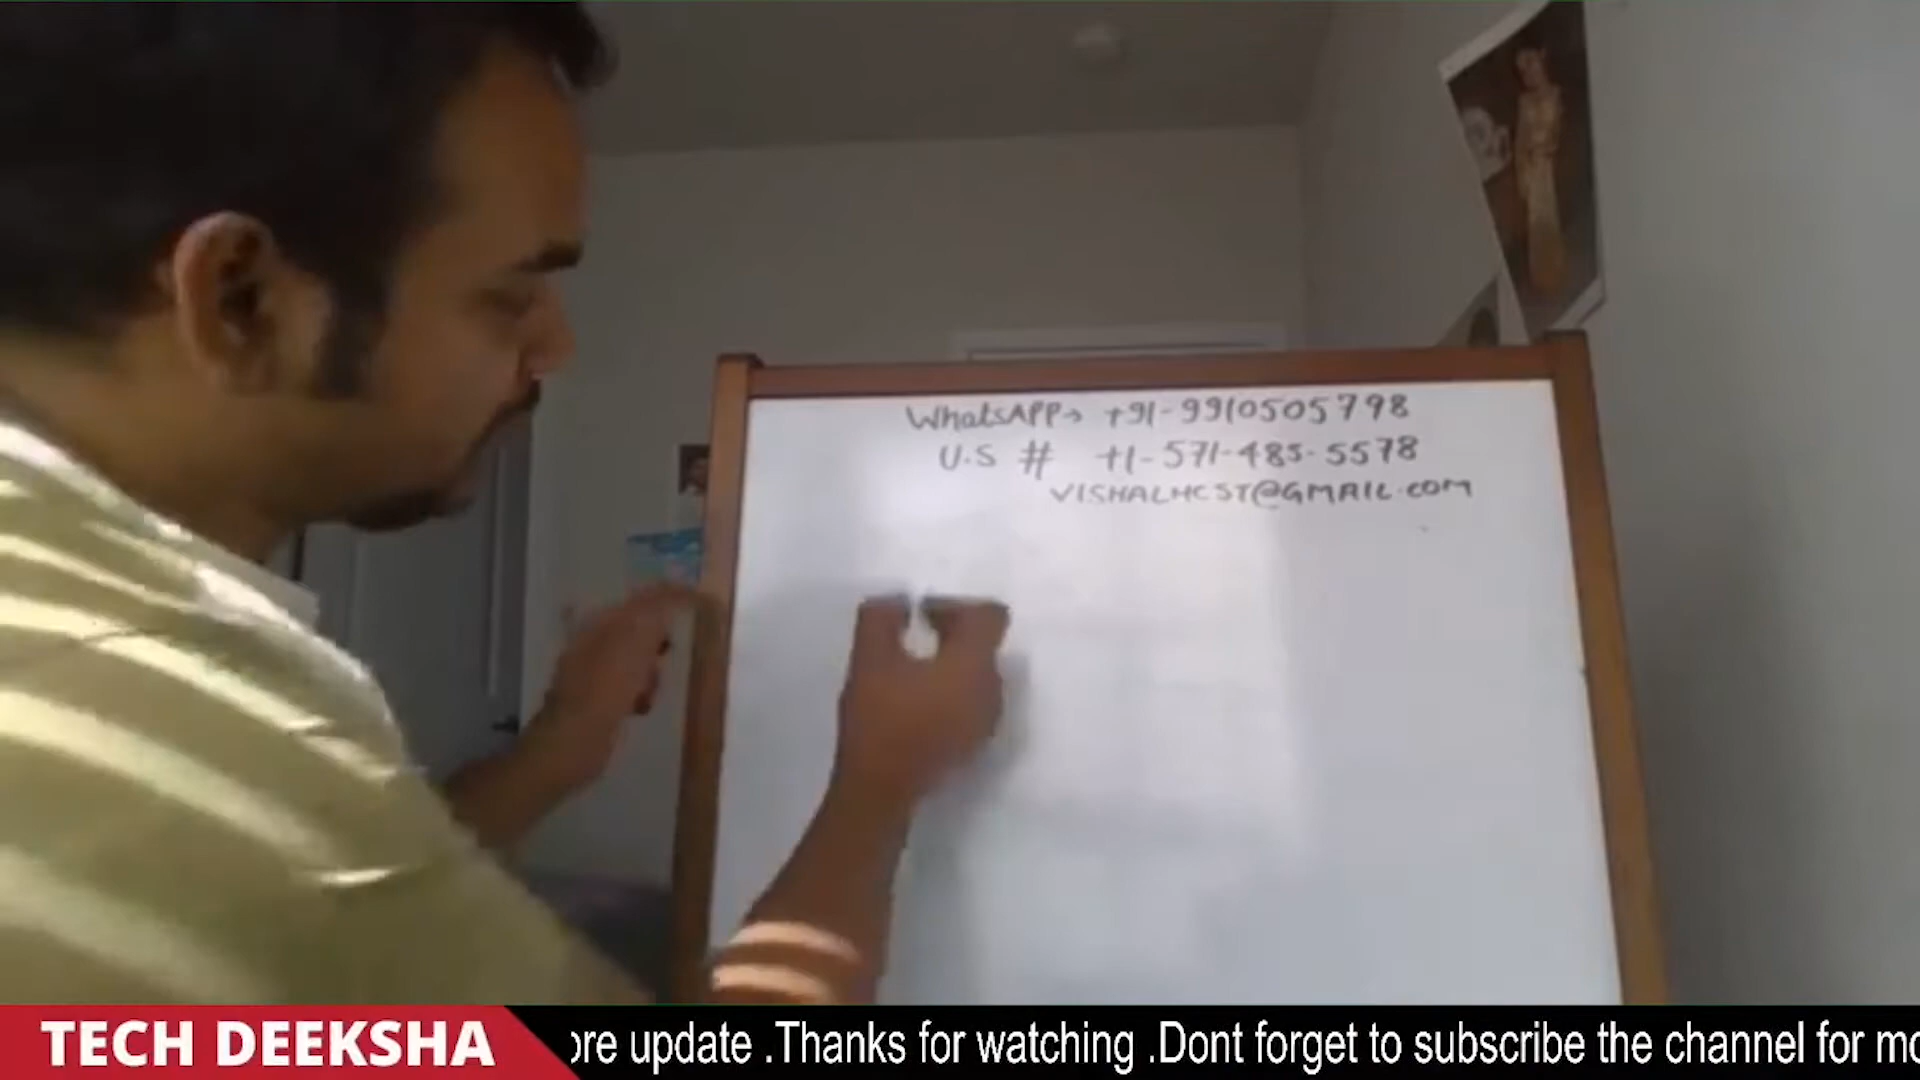 WhatsAPP→ +91-9910505798
U.S # +1-571-485-5578
VISHALMCST@GMAIL.COM
TECH DEEKSHA
ore update .Thanks for watching .Dont forget to subscribe the channel for mo